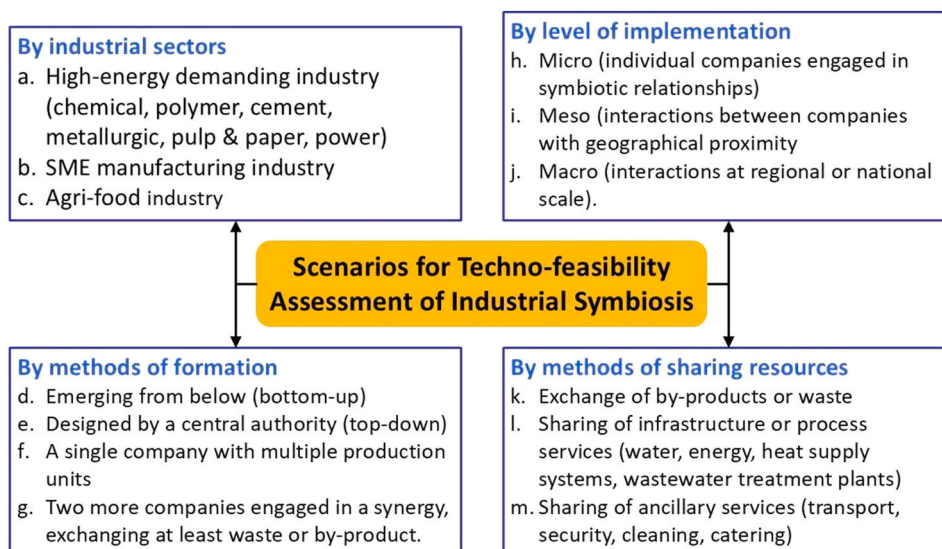 By industrial sectors
a. High-energy demanding industry
(chemical, polymer, cement,
metallurgic, pulp & paper, power)
b. SME manufacturing industry
c. Agri-food industry
By level of implementation
h. Micro (individual companies engaged in
symbiotic relationships)
i. Meso (interactions between companies
with geographical proximity
j. Macro (interactions at regional or national
scale).
Scenarios for Techno-feasibility
Assessment of Industrial Symbiosis
By methods of formation
d. Emerging from below (bottom-up)
e. Designed by a central authority (top-down)
f. A single company with multiple production
units
g. Two more companies engaged in a synergy,
exchanging at least waste or by-product.
By methods of sharing resources
k. Exchange of by-products or waste
l. Sharing of infrastructure or process
services (water, energy, heat supply
systems, wastewater treatment plants)
m. Sharing of ancillary services (transport,
security, cleaning, catering)